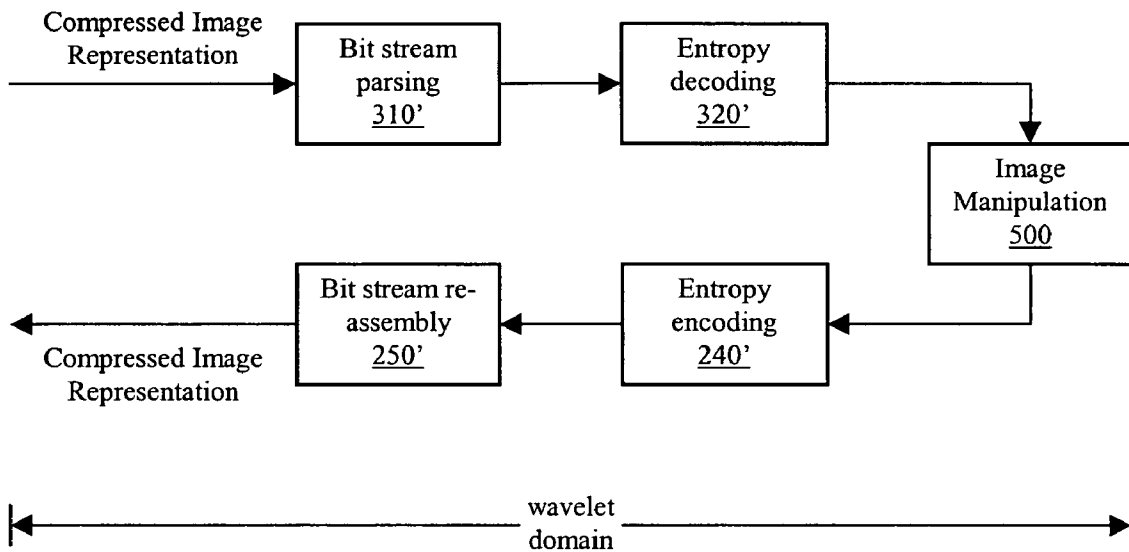 Compressed Image
Representation
Bit stream
parsing
310'
Entropy
decoding
320'
Image
Manipulation
500
Bit stream re-
assembly
250'
Entropy
encoding
240'
Compressed Image
Representation
wavelet
domain